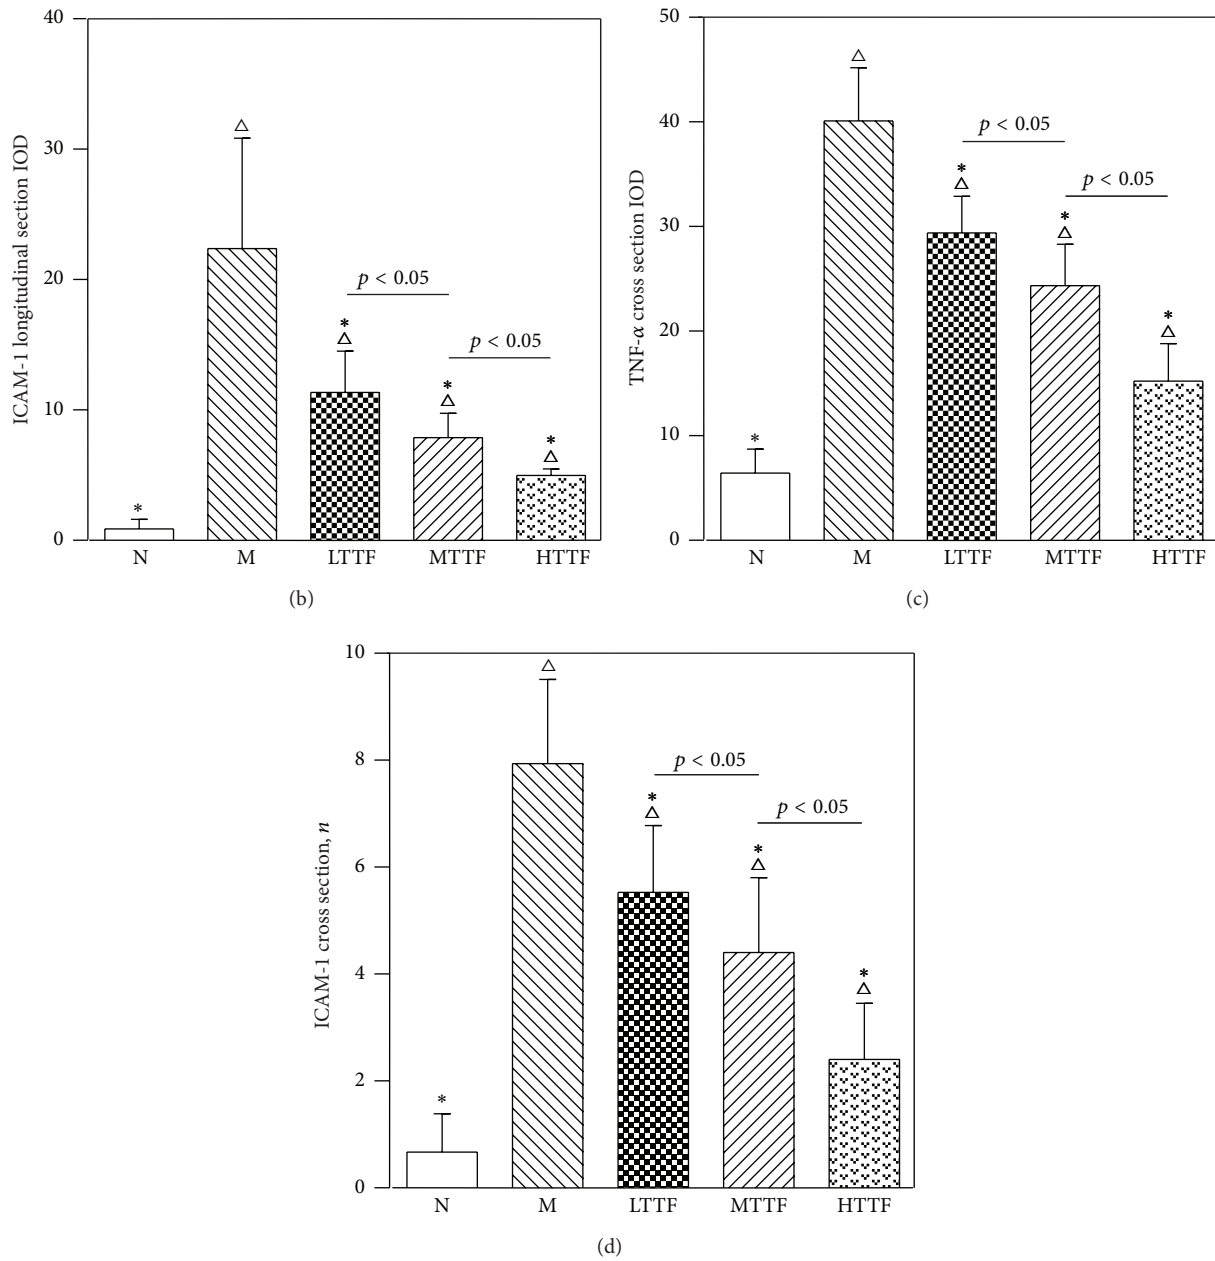 40
30
20
10
0
ICAM-1 longitudinal section IOD
△
p < 0.05
*
△
p < 0.05
*
△
*
△
*
N M LTTF MTTF HTTF
(b)
50
40
30
20
10
0
TNF-α cross section IOD
△
p < 0.05
*
△
p < 0.05
*
△
*
△
*
N M LTTF MTTF HTTF
(c)
10
8
6
4
2
0
ICAM-1 cross section, n
△
p < 0.05
*
△
p < 0.05
*
△
*
△
*
N M LTTF MTTF HTTF
(d)